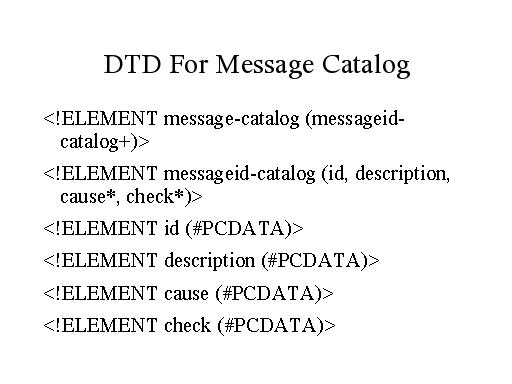 DTD For Message Catalog
<!ELEMENT message-catalog (messageid-
catalog+)>
<!ELEMENT messageid-catalog (id, description,
cause*, check*)>
<!ELEMENT id (#PCDATA)>
<!ELEMENT description (#PCDATA)>
<!ELEMENT cause (#PCDATA)>
<!ELEMENT check (#PCDATA)>